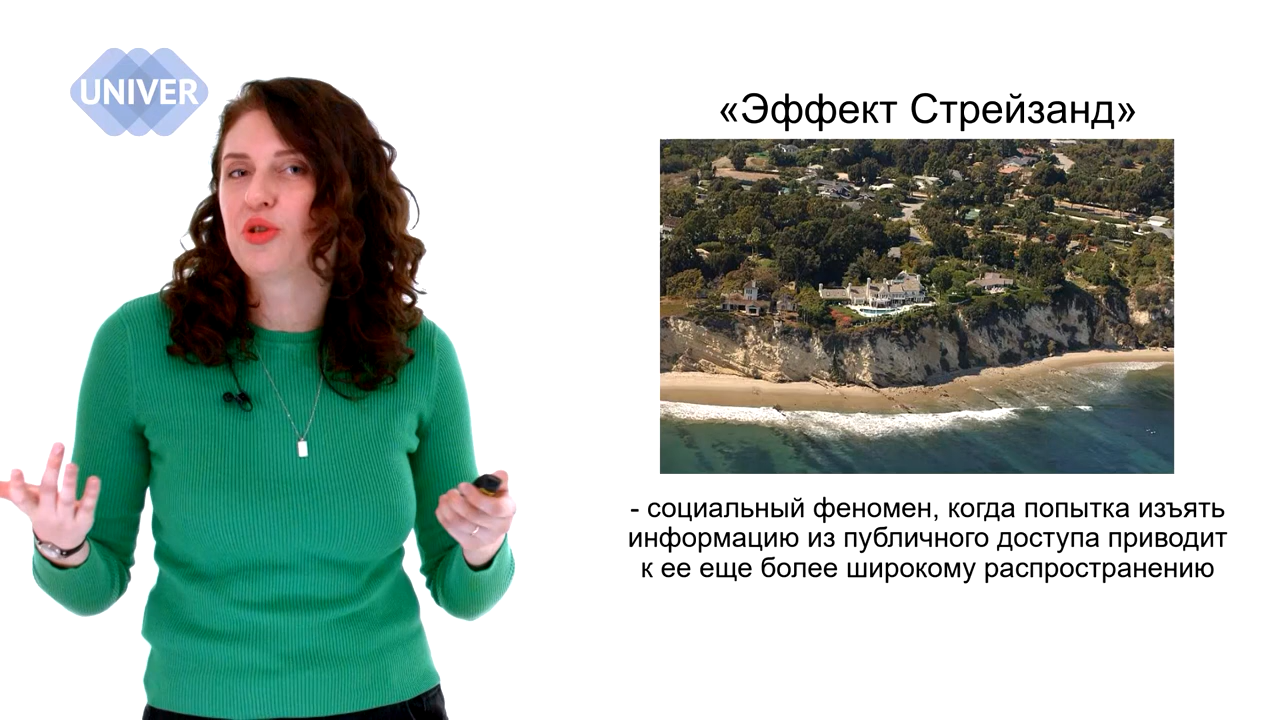 UNIVER
«Эффект Стрейзанд»
- социальный феномен, когда попытка изъять
информацию из публичного доступа приводит
к ее еще более широкому распространению